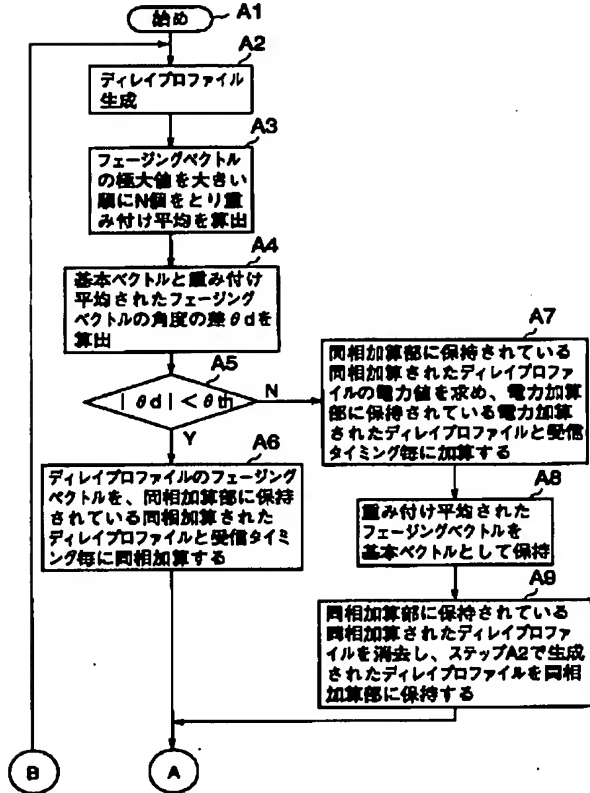 A1
始め
A2
ディレイプロファイル
生成
A3
フェージングベクトル
の極大値を大きい
順にN個をとり重
み付け平均を算出
A4
基本ベクトルと重み付け
平均されたフェージング
ベクトルの角度の差θdを
算出
A5
|θd|<θth
N
Y
A6
ディレイプロファイルのフェージング
ベクトルを、同相加算部に保持
されている同相加算された
ディレイプロファイルと受信タイミ
ング毎に同相加算する
A7
同相加算部に保持されている
同相加算されたディレイプロファ
イルの電力値を求め、電力加算
部に保持されている電力加算
されたディレイプロファイルと受信
タイミング毎に加算する
A8
重み付け平均された
フェージングベクトルを
基本ベクトルとして保持
A9
同相加算部に保持されている
同相加算されたディレイプロファ
イルを消去し、ステップA2で生成
されたディレイプロファイルを同相
加算部に保持する
B
A